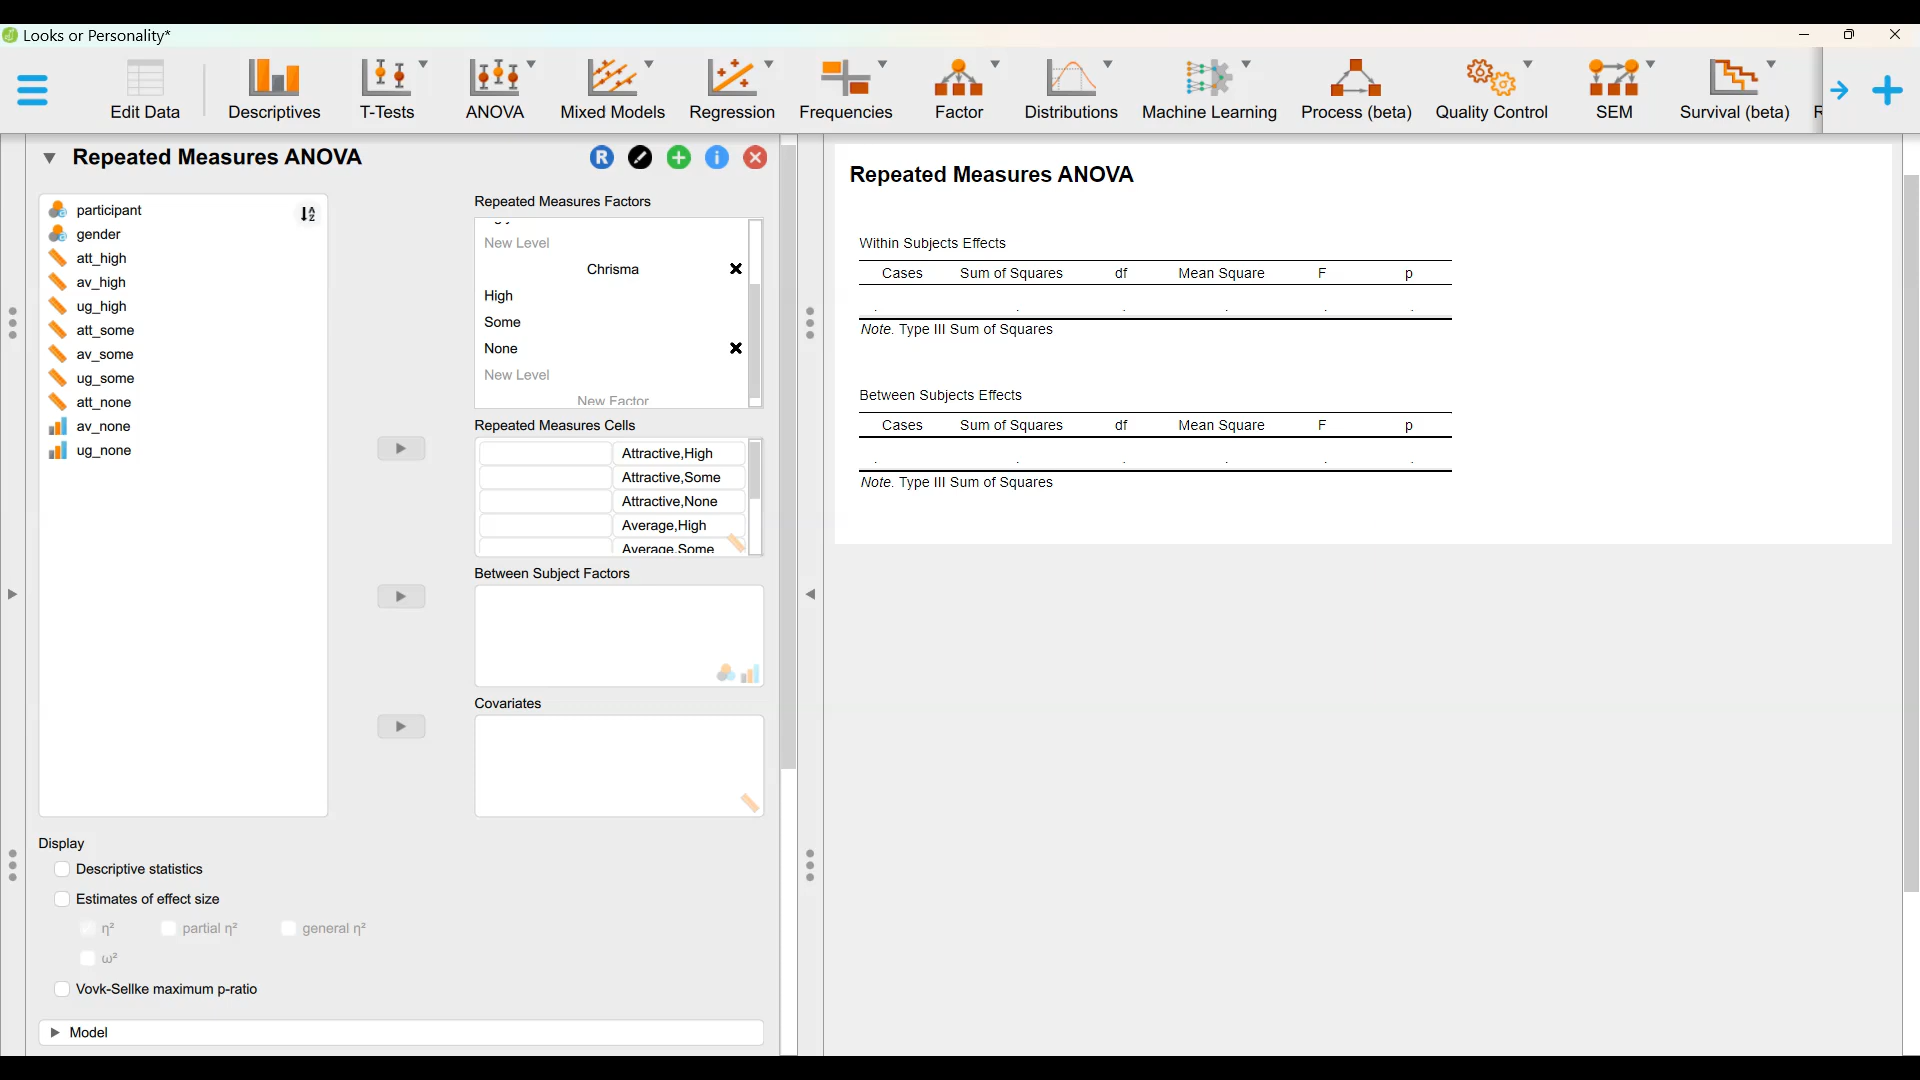 Looks or Personality*
Edit Data
Descriptives
T-Tests
ANOVA
Mixed Models
Regression
Frequencies
Factor
Distributions
Machine Learning
Process (beta)
Quality Control
SEM
Survival (beta)
Repeated Measures ANOVA
R
participant
gender
att_high
av_high
ug_high
att_some
av_some
ug_some
att_none
av_none
ug_none
Repeated Measures Factors
New Level
Chrisma
High
Some
None
New Level
New Factor
Repeated Measures Cells
Attractive,High
Attractive,Some
Attractive,None
Average,High
Average,Some
Between Subject Factors
Covariates
Display
Descriptive statistics
Estimates of effect size
η² partial η² general η²
ω²
Vovk-Sellke maximum p-ratio
Model
Repeated Measures ANOVA
Within Subjects Effects
Cases Sum of Squares df Mean Square F p
. . . . . .
Note. Type III Sum of Squares
Between Subjects Effects
Cases Sum of Squares df Mean Square F p
. . . . . .
Note. Type III Sum of Squares